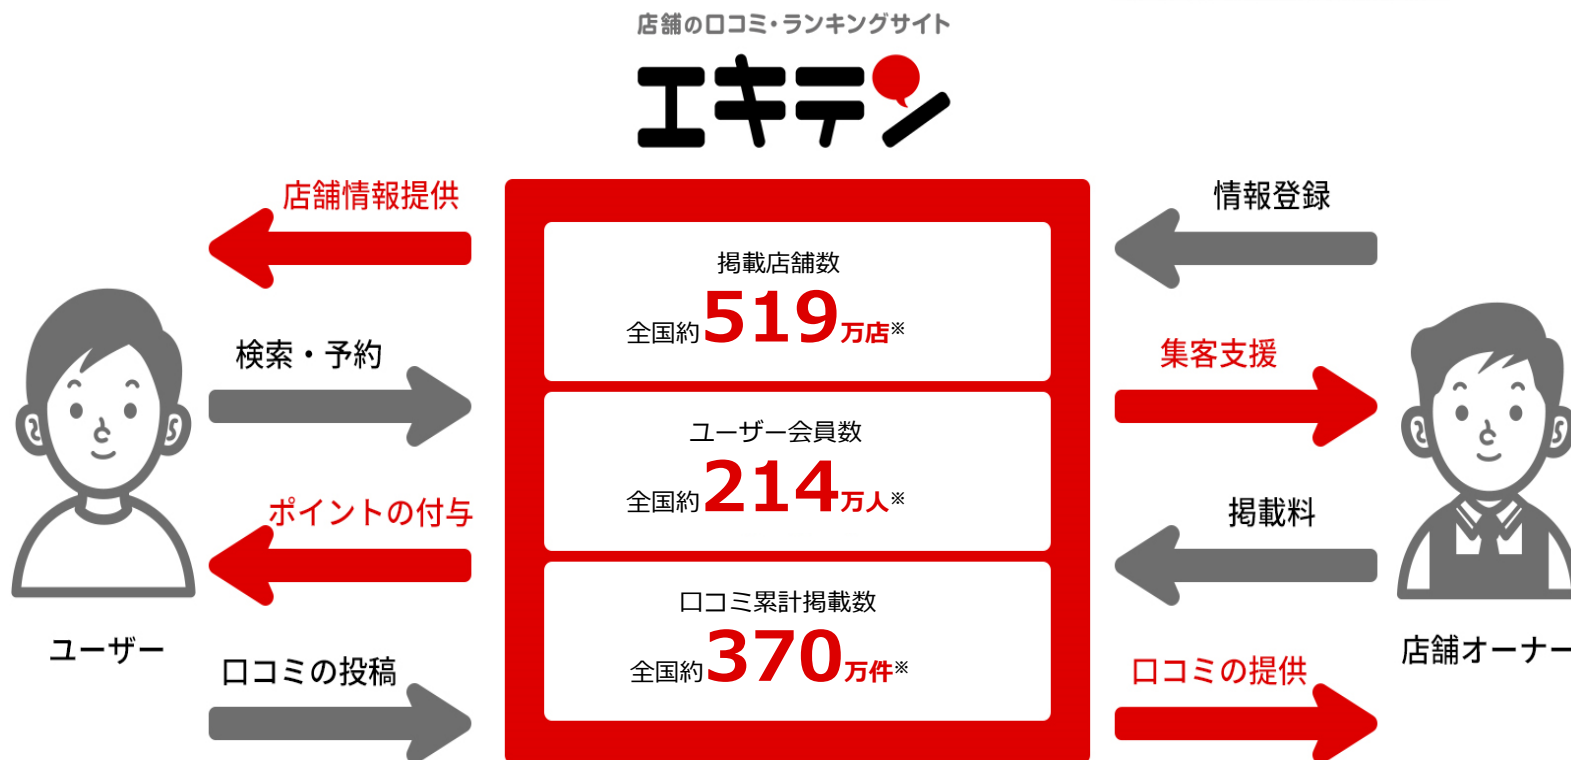 店舗の口コミ・ランキングサイト
エキテン
店舗情報提供
検索・予約
ポイントの付与
口コミの投稿
ユーザー
掲載店舗数
全国約519万店※
ユーザー会員数
全国約214万人※
口コミ累計掲載数
全国約370万件※
情報登録
集客支援
掲載料
口コミの提供
店舗オーナー